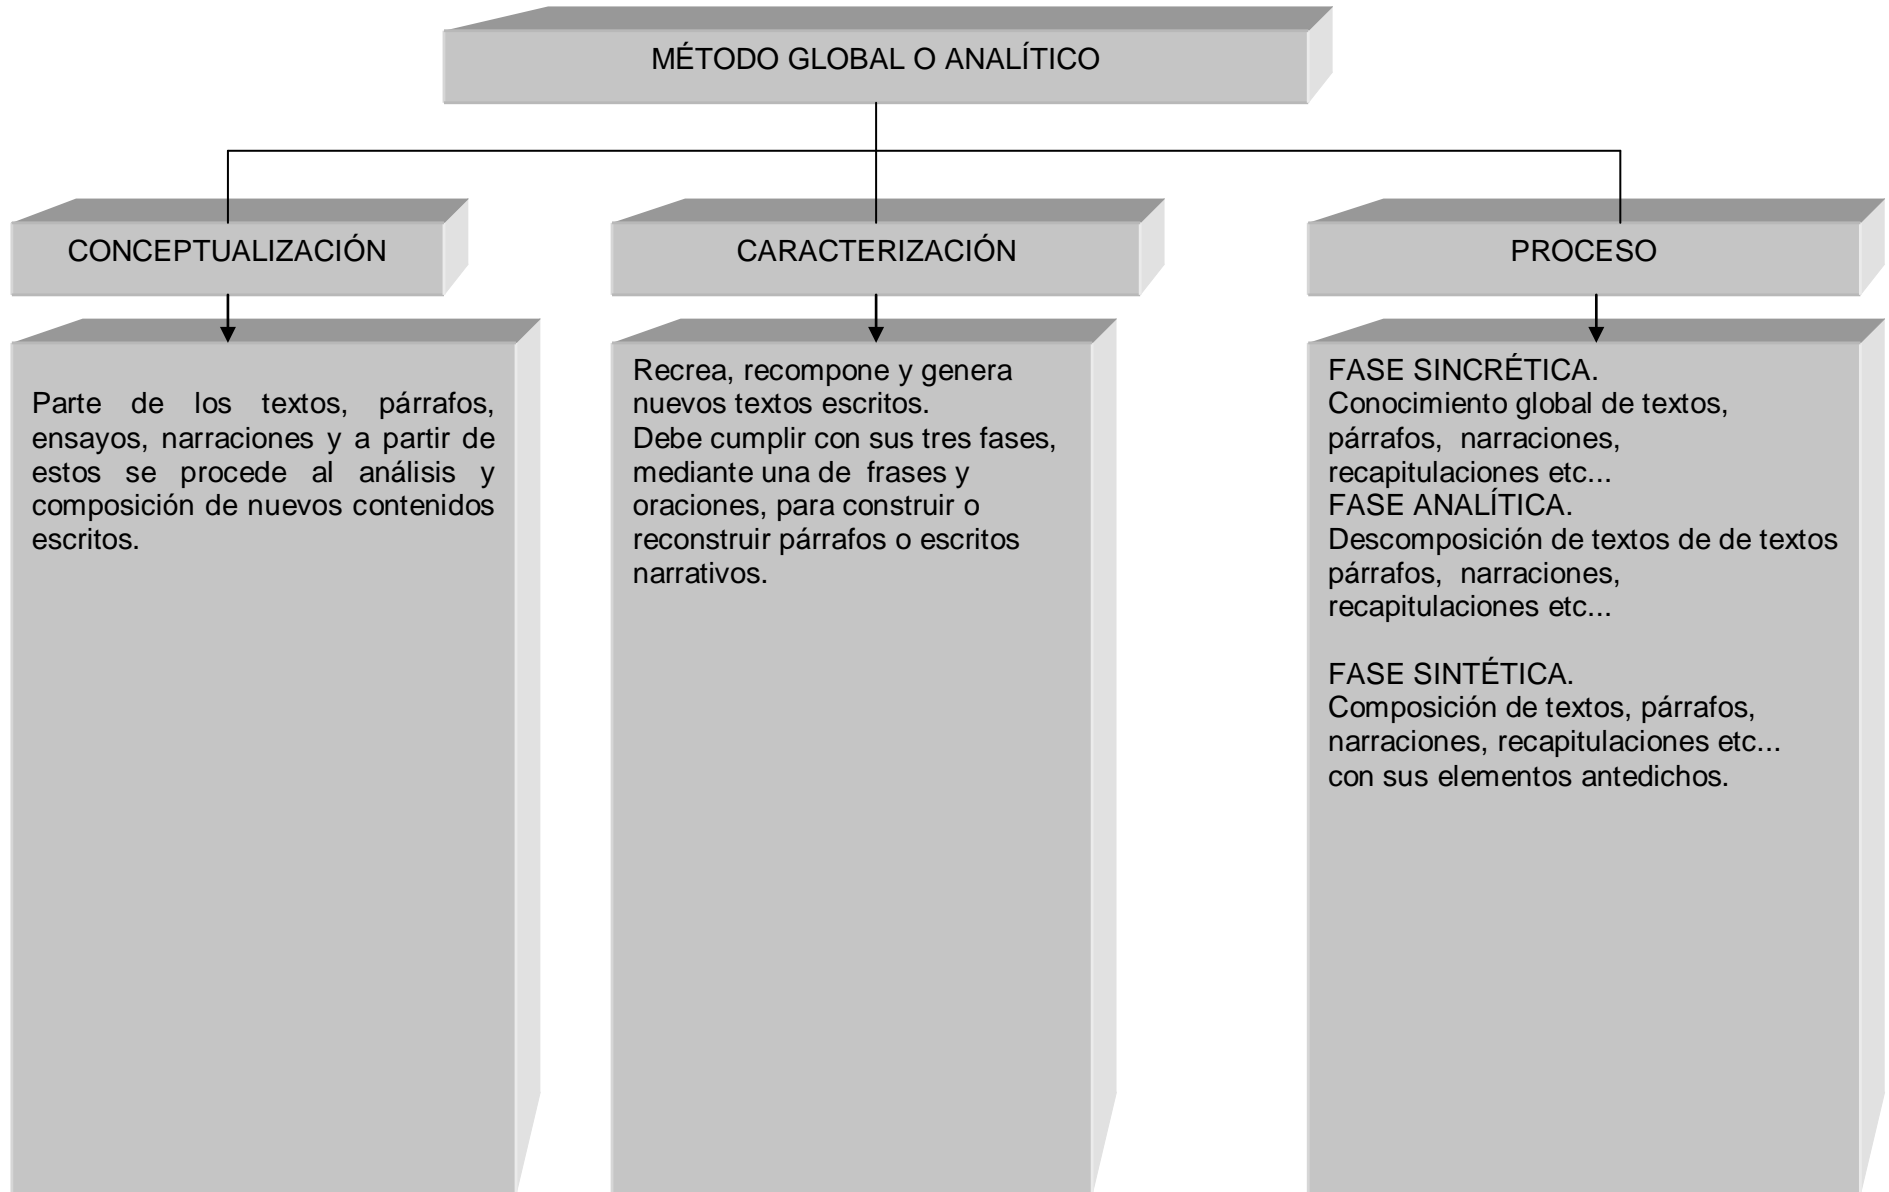 MÉTODO GLOBAL O ANALÍTICO
CONCEPTUALIZACIÓN
Parte de los textos, párrafos,
ensayos, narraciones y a partir de
estos se procede al análisis y
composición de nuevos contenidos
escritos.
CARACTERIZACIÓN
Recrea, recompone y genera
nuevos textos escritos.
Debe cumplir con sus tres fases,
mediante una de frases y
oraciones, para construir o
reconstruir párrafos o escritos
narrativos.
PROCESO
FASE SINCRÉTICA.
Conocimiento global de textos,
párrafos, narraciones,
recapitulaciones etc...
FASE ANALÍTICA.
Descomposición de textos de de textos
párrafos, narraciones,
recapitulaciones etc...
FASE SINTÉTICA.
Composición de textos, párrafos,
narraciones, recapitulaciones etc...
con sus elementos antedichos.